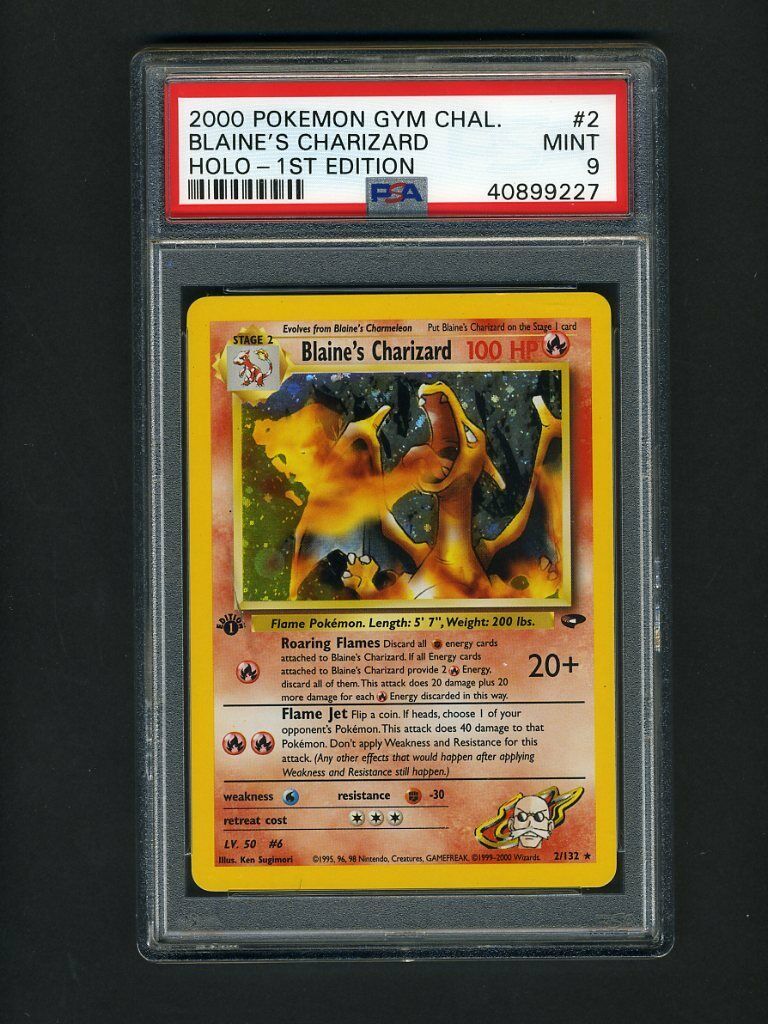 2000 POKEMON GYM CHAL. #2
BLAINE'S CHARIZARD MINT
HOLO – 1ST EDITION 9
PSA 40899227
Evolves from Blaine's Charmeleon Put Blaine's Charizard on the Stage 1 card
STAGE 2
Blaine's Charizard 100 HP
EDITION
1
Flame Pokémon. Length: 5' 7", Weight: 200 lbs.
Roaring Flames Discard all energy cards
attached to Blaine's Charizard. If all Energy cards
attached to Blaine's Charizard provide 2 Energy,
discard all of them. This attack does 20 damage plus 20
more damage for each Energy discarded in this way.
20+
Flame Jet Flip a coin. If heads, choose 1 of your
opponent's Pokémon. This attack does 40 damage to that
Pokémon. Don't apply Weakness and Resistance for this
attack. (Any other effects that would happen after applying
Weakness and Resistance still happen.)
weakness resistance -30
retreat cost
LV. 50 #6
Illus. Ken Sugimori ©1995, 96, 98 Nintendo, Creatures, GAMEFREAK. ©1999-2000 Wizards. 2/132 ★